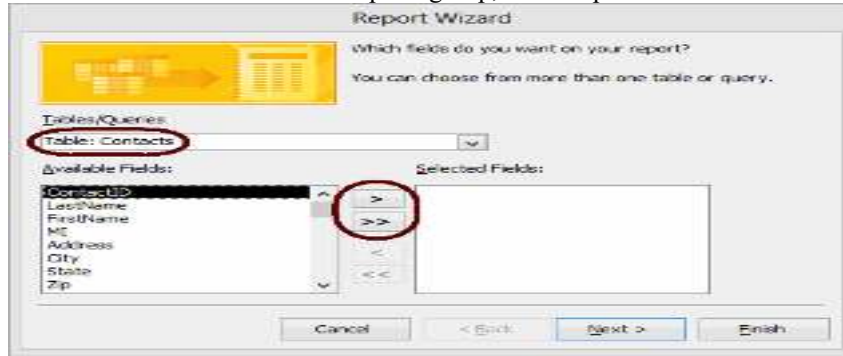 Report Wizard
Which fields do you want on your report?
You can choose from more than one table or query.
Tables/Queries
Table: Contacts
Available Fields:
Selected Fields:
ContactID
LastName
FirstName
MI
Address
City
State
Zip
>
>>
<
<<
Cancel
< Back
Next >
Finish